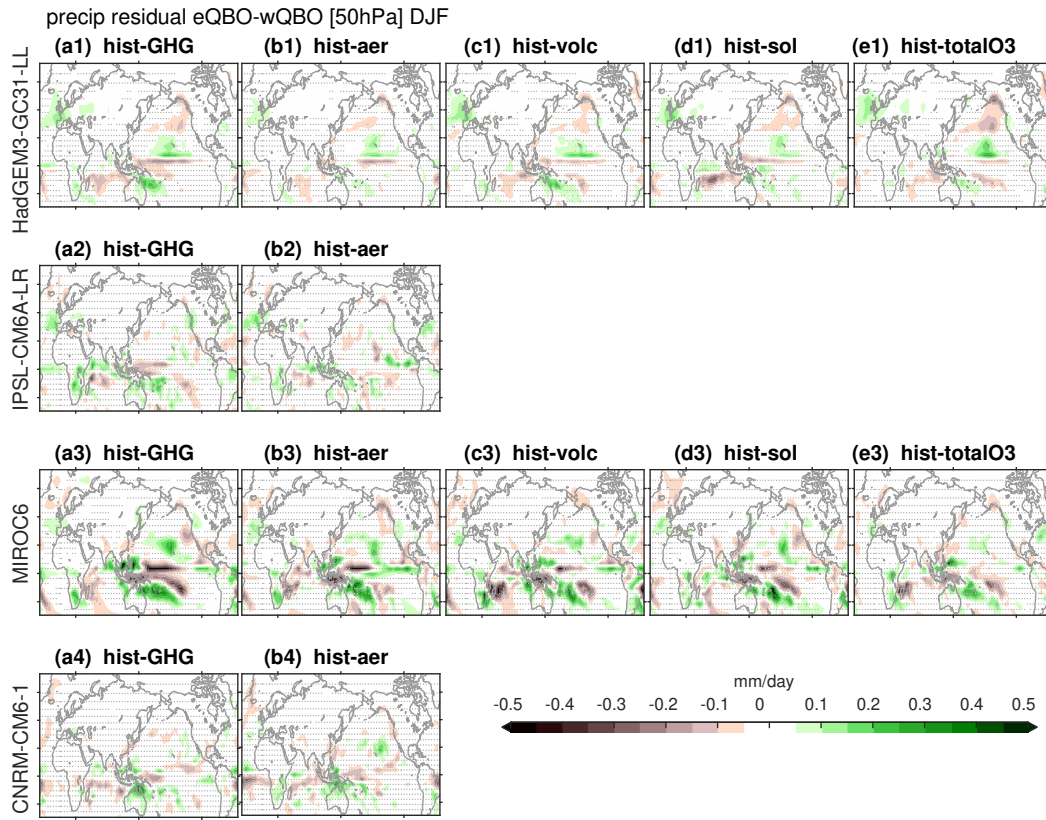 precip residual eQBO-wQBO [50hPa] DJF
HadGEM3-GC31-LL
(a1) hist-GHG
(b1) hist-aer
(c1) hist-volc
(d1) hist-sol
(e1) hist-totalO3
IPSL-CM6A-LR
(a2) hist-GHG
(b2) hist-aer
MIROC6
(a3) hist-GHG
(b3) hist-aer
(c3) hist-volc
(d3) hist-sol
(e3) hist-totalO3
CNRM-CM6-1
(a4) hist-GHG
(b4) hist-aer
mm/day
-0.5 -0.4 -0.3 -0.2 -0.1 0 0.1 0.2 0.3 0.4 0.5